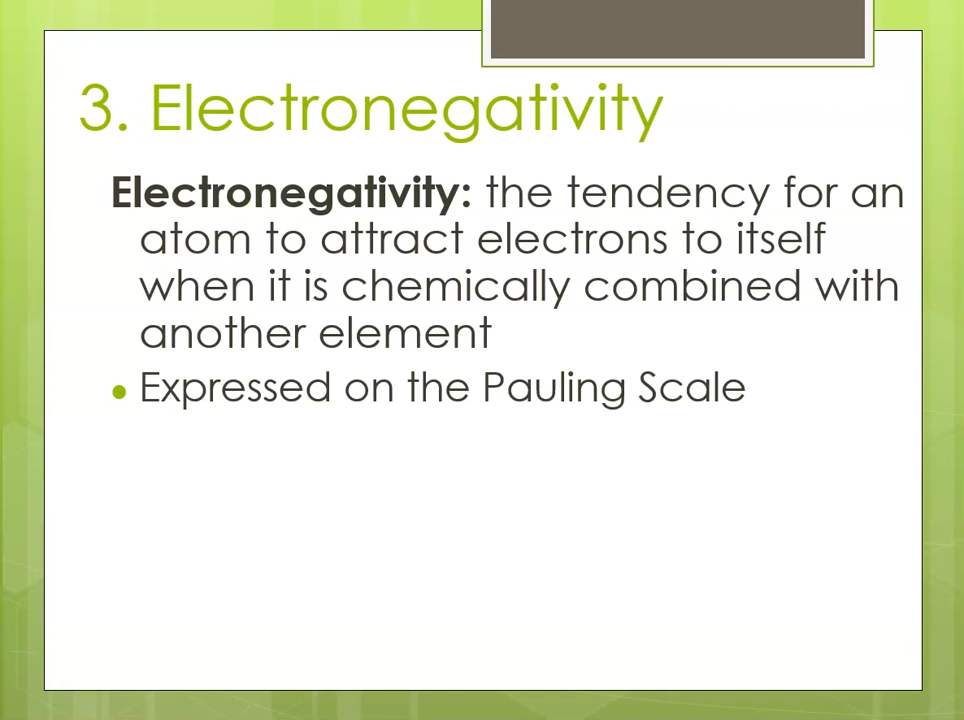 3. Electronegativity
Electronegativity: the tendency for an
atom to attract electrons to itself
when it is chemically combined with
another element
• Expressed on the Pauling Scale